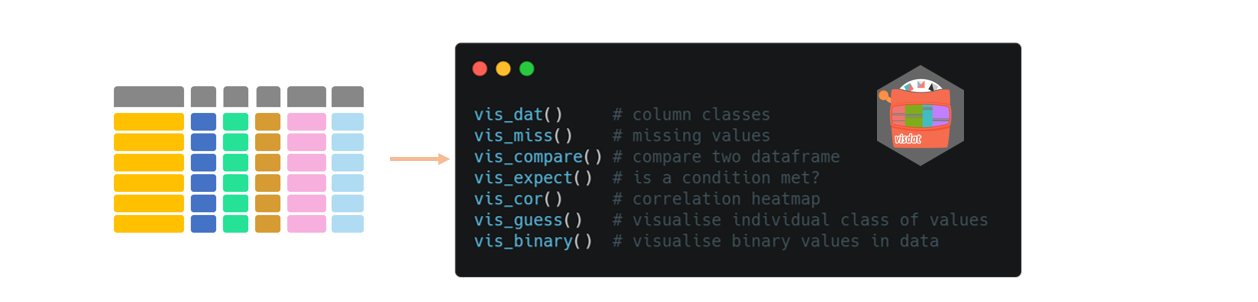 vis_dat() # column classes
vis_miss() # missing values
vis_compare() # compare two dataframe
vis_expect() # is a condition met?
vis_cor() # correlation heatmap
vis_guess() # visualise individual class of values
vis_binary() # visualise binary values in data
visdat